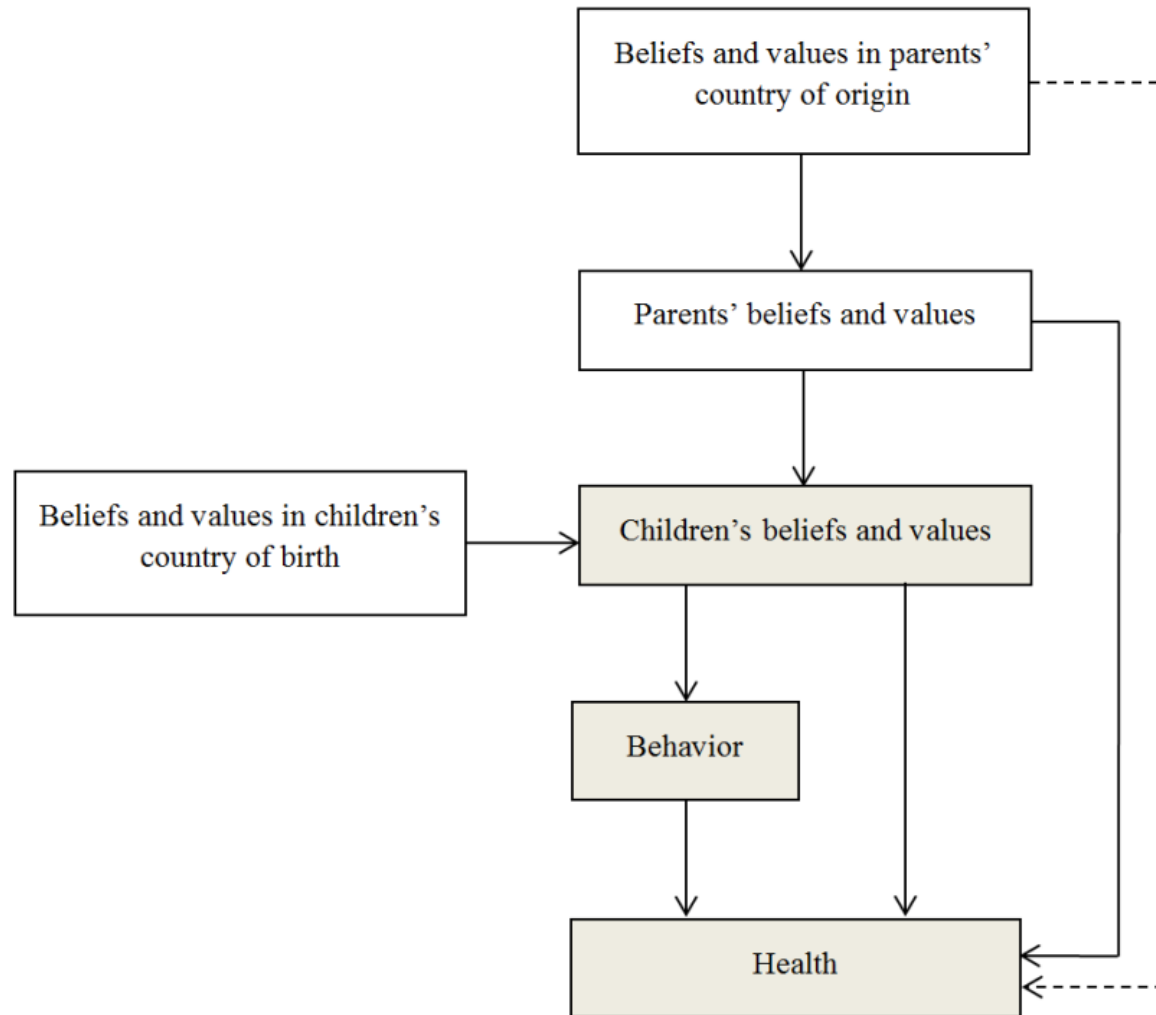 Beliefs and values in parents’
country of origin
Parents’ beliefs and values
Beliefs and values in children’s
country of birth
Children’s beliefs and values
Behavior
Health